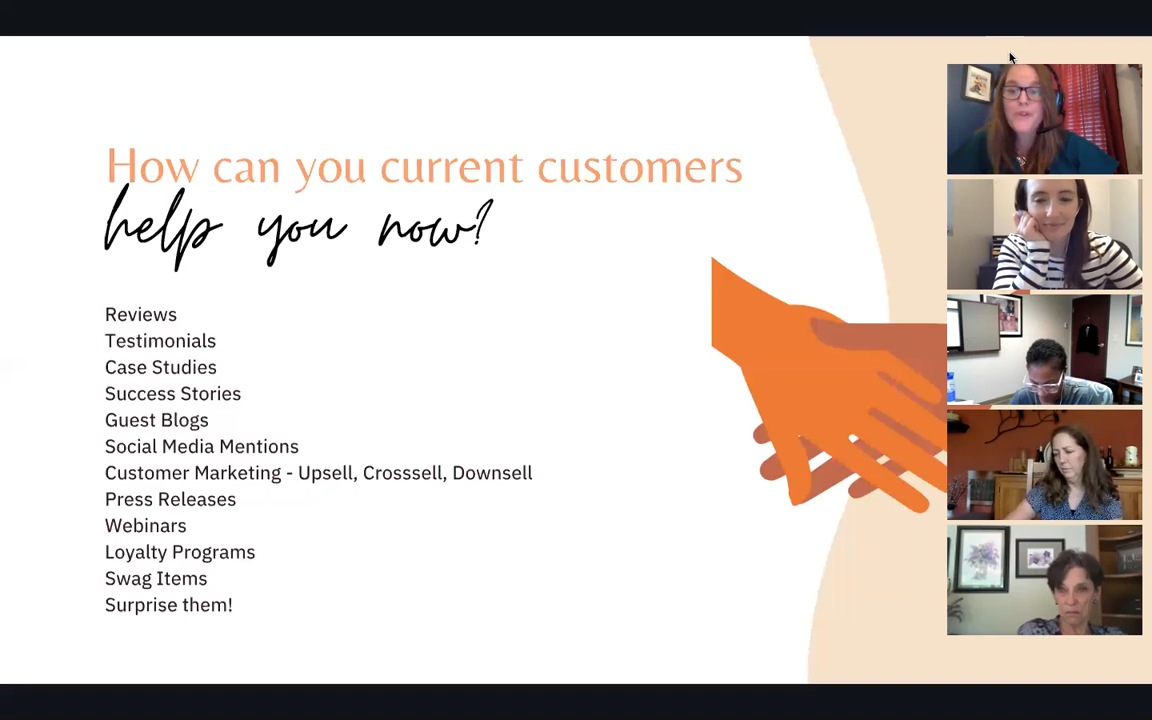 How can you current customers
help you now?
Reviews
Testimonials
Case Studies
Success Stories
Guest Blogs
Social Media Mentions
Customer Marketing - Upsell, Crosssell, Downsell
Press Releases
Webinars
Loyalty Programs
Swag Items
Surprise them!